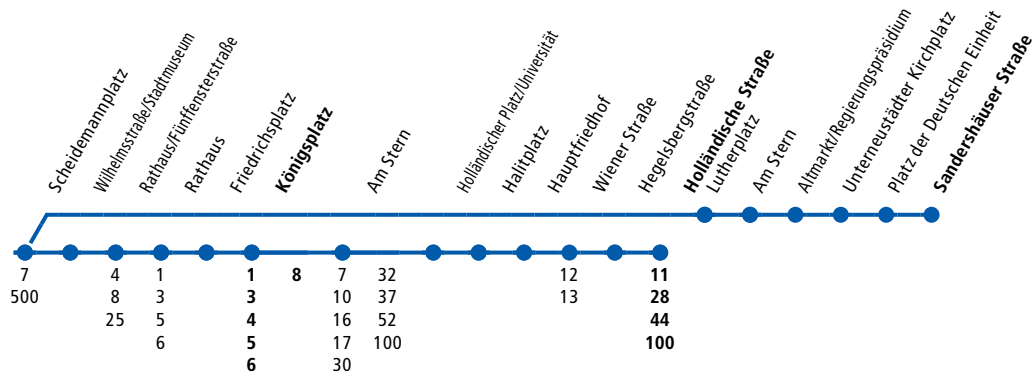 Scheidemannplatz
Wilhelmsstraße/Stadtmuseum
Rathaus/Fünffensterstraße
Rathaus
Friedrichsplatz
Königsplatz
Am Stern
Holländischer Platz/Universität
Halitplatz
Hauptfriedhof
Wiener Straße
Hegelsbergstraße
Holländische Straße
Lutherplatz
Am Stern
Altmarkt/Regierungspräsidium
Unterneustädter Kirchplatz
Platz der Deutschen Einheit
Sandershäuser Straße
7 4 1 1 8 7 32 12 11
500 8 3 3 10 37 13 28
25 5 4 16 52 44
6 5 17 100 100
6 30